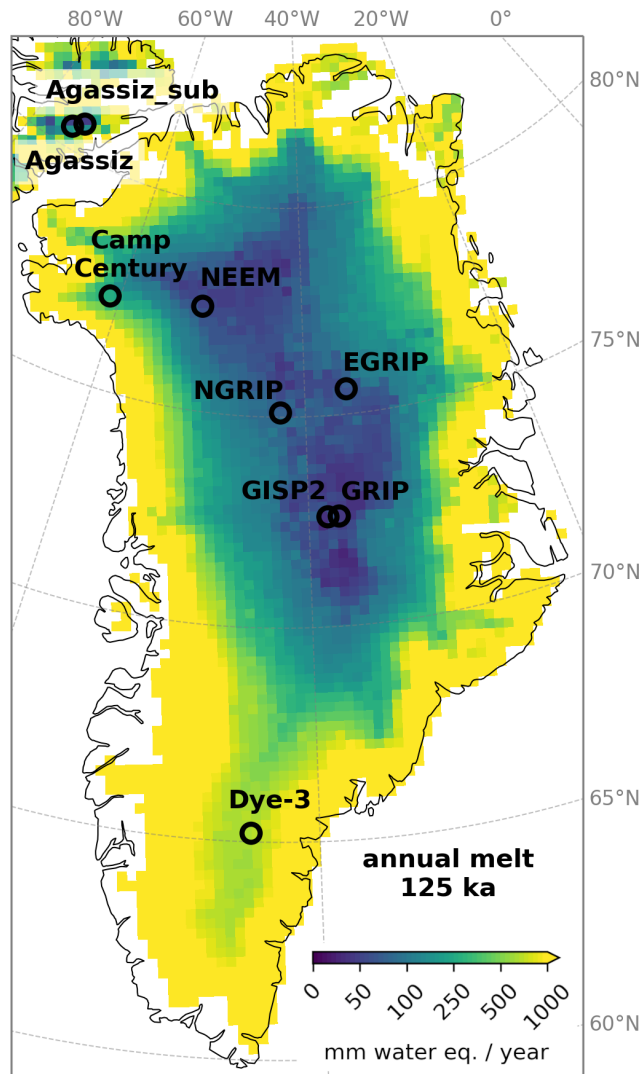 80°W 60°W 40°W 20°W 0°
80°N
Agassiz_sub
Agassiz
Camp
Century
NEEM
75°N
EGRIP
NGRIP
GISP2 GRIP
70°N
Dye-3
65°N
annual melt
125 ka
0 50 100 250 500 1000
60°N
mm water eq. / year